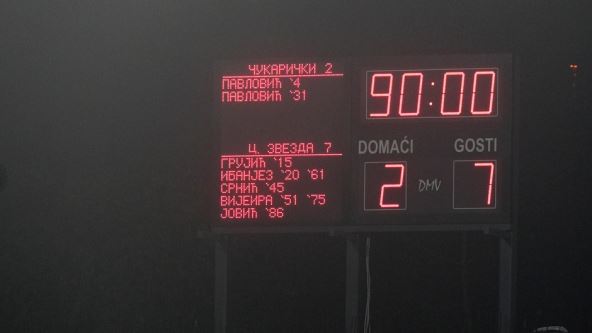 ЧУКАРИЧКИ 2
ПАВЛОВИЋ `4
ПАВЛОВИЋ `31
Ц. ЗВЕЗДА 7
ГРУЈИЋ `15
ИБАНЈЕЗ `20 `61
СРНИЋ `45
ВИЈЕИРА `51 `75
ЈОВИЋ `86
90:00
DOMAĆI GOSTI
2 DMV 7